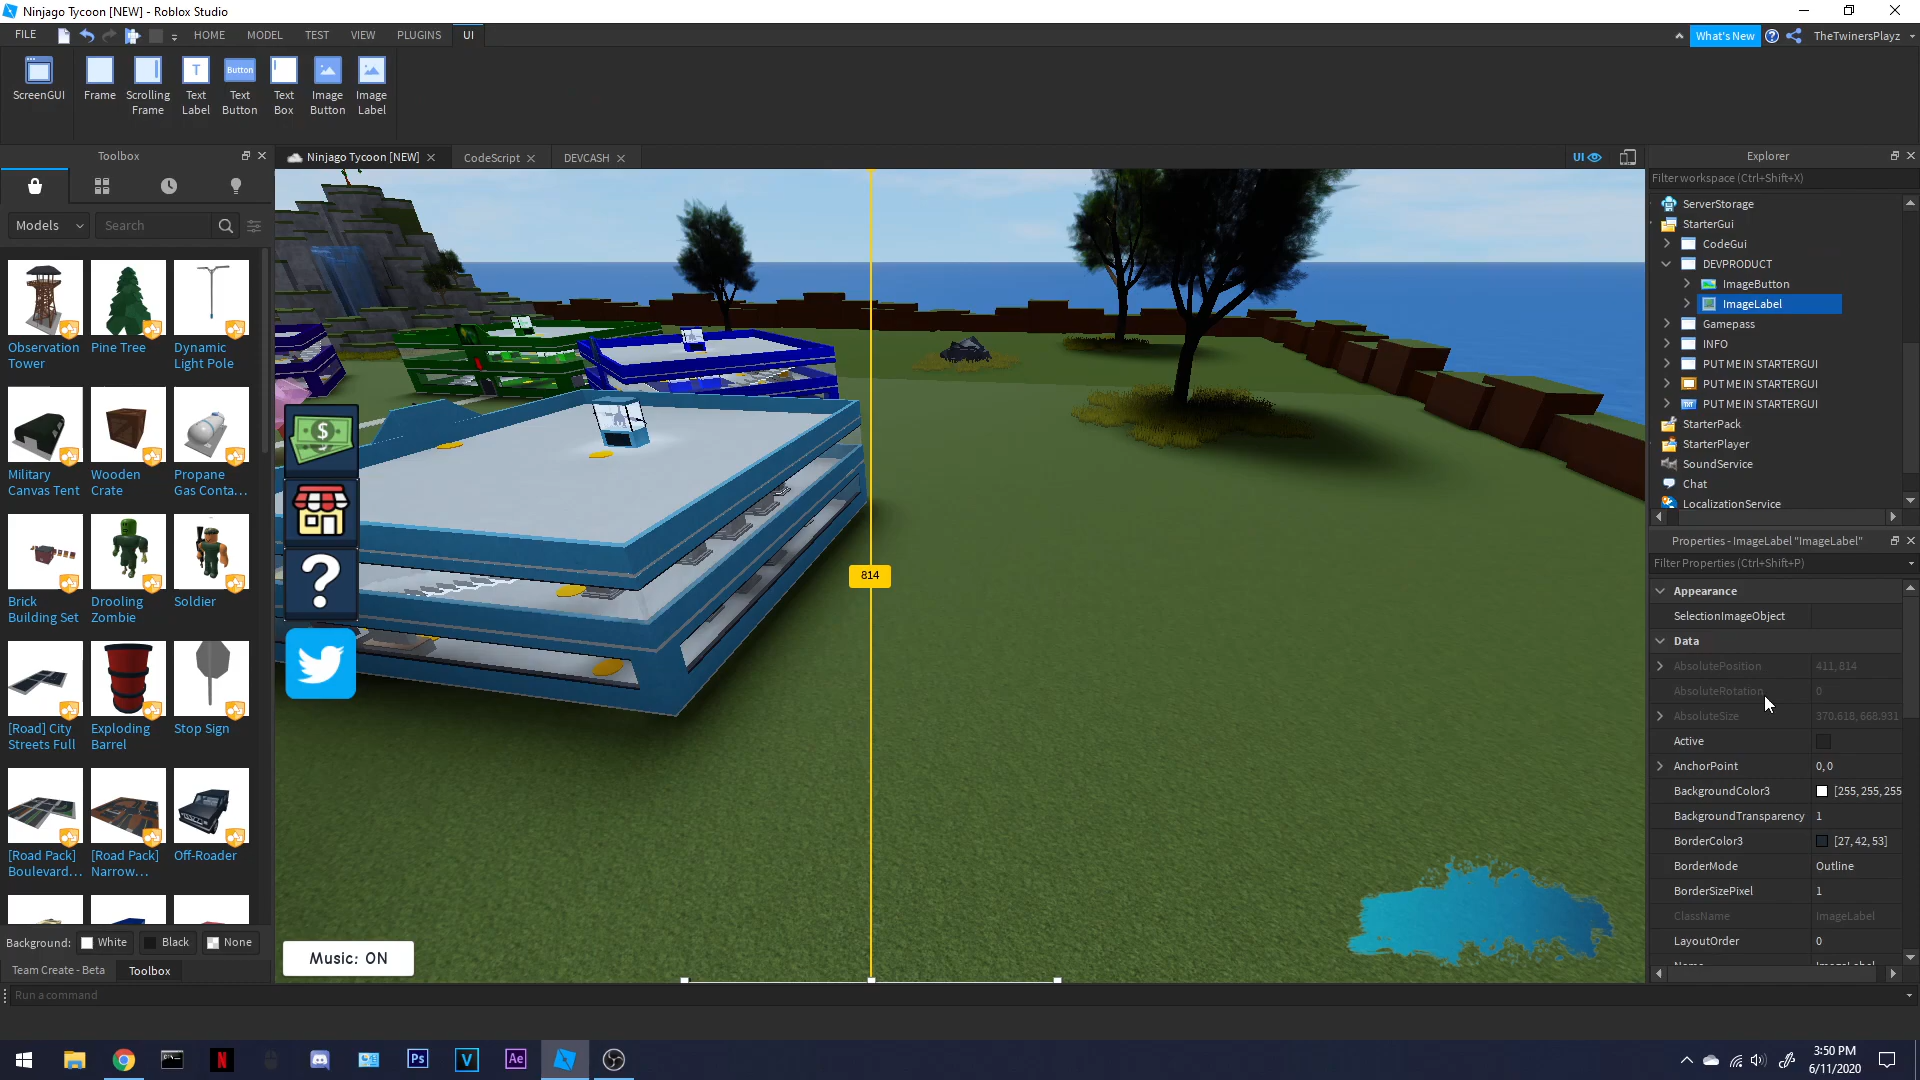 Ninjago Tycoon [NEW] - Roblox Studio
FILE HOME MODEL TEST VIEW PLUGINS UI What's New TheTwinersPlayz
ScreenGUI Frame Scrolling Frame Text Label Text Button Text Box Image Button Image Label
Button
Toolbox
Ninjago Tycoon [NEW] CodeScript DEVCASH UI
Explorer
Models Search
Filter workspace (Ctrl+Shift+X)
Observation Tower
Pine Tree
Dynamic Light Pole
Military Canvas Tent
Wooden Crate
Propane Gas Conta...
Brick Building Set
Drooling Zombie
Soldier
[Road] City Streets Full
Exploding Barrel
Stop Sign
[Road Pack] Boulevard...
[Road Pack] Narrow...
Off-Roader
Background: White Black None
Team Create - Beta Toolbox
Run a command
814
Music: ON
ServerStorage
StarterGui
CodeGui
DEVPRODUCT
ImageButton
ImageLabel
Gamepass
INFO
PUT ME IN STARTERGUI
PUT ME IN STARTERGUI
PUT ME IN STARTERGUI
StarterPack
StarterPlayer
SoundService
Chat
LocalizationService
Properties - ImageLabel "ImageLabel"
Filter Properties (Ctrl+Shift+P)
Appearance
SelectionImageObject
Data
AbsolutePosition 411, 814
AbsoluteRotation 0
AbsoluteSize 370.618, 668.931
Active
AnchorPoint 0, 0
BackgroundColor3 [255, 255, 255
BackgroundTransparency 1
BorderColor3 [27, 42, 53]
BorderMode Outline
BorderSizePixel 1
ClassName ImageLabel
LayoutOrder 0
Name ImageLabel
3:50 PM
6/11/2020